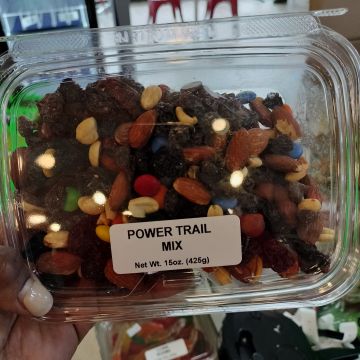 POWER TRAIL
MIX
Net Wt. 15oz. (425g)